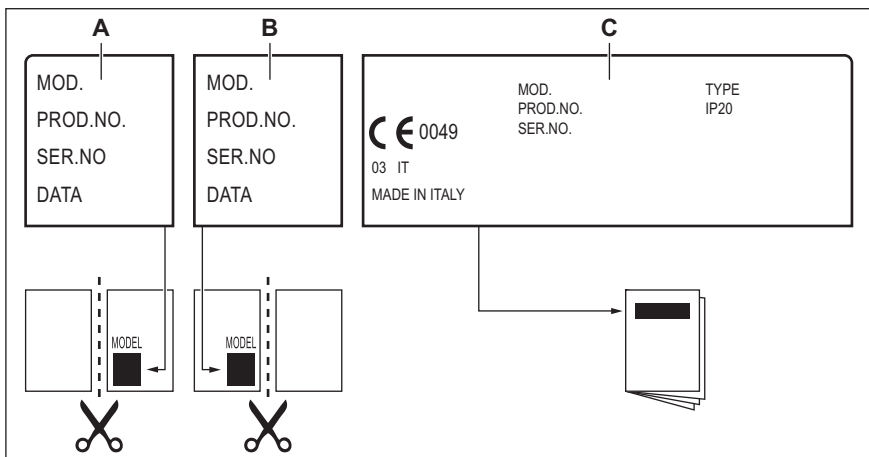 A
B
C
MOD.
PROD.NO.
SER.NO
DATA
MOD.
PROD.NO.
SER.NO
DATA
MOD.
PROD.NO.
SER.NO.
TYPE
IP20
CE 0049
03 IT
MADE IN ITALY
MODEL
MODEL